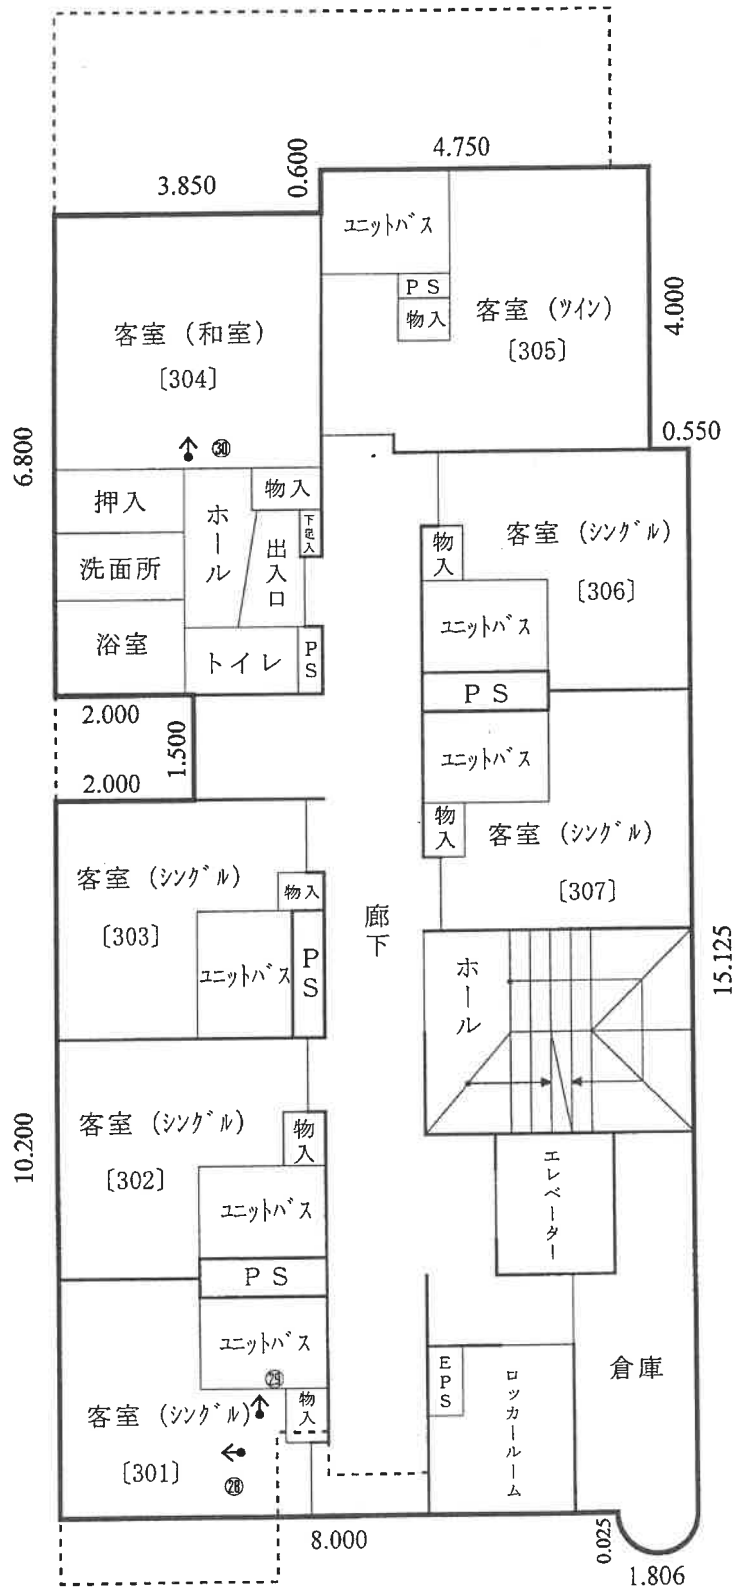 4.750
0.600
3.850
ユニットバス
PS
物入
客室（ツイン）
〔305〕
4.000
客室（和室）
〔304〕
0.550
6.800
㉚
押入
ホール
物入
下足入
出入口
洗面所
浴室
トイレ
PS
物入
客室（シングル）
〔306〕
ユニットバス
PS
ユニットバス
物入
客室（シングル）
〔307〕
2.000
1.500
2.000
客室（シングル）
〔303〕
物入
ユニットバス
PS
廊下
ホール
15.125
10.200
客室（シングル）
〔302〕
物入
ユニットバス
PS
ユニットバス
㉙
物入
客室（シングル）
〔301〕
㉘
エレベーター
EPS
ロッカールーム
倉庫
8.000
0.025
1.806